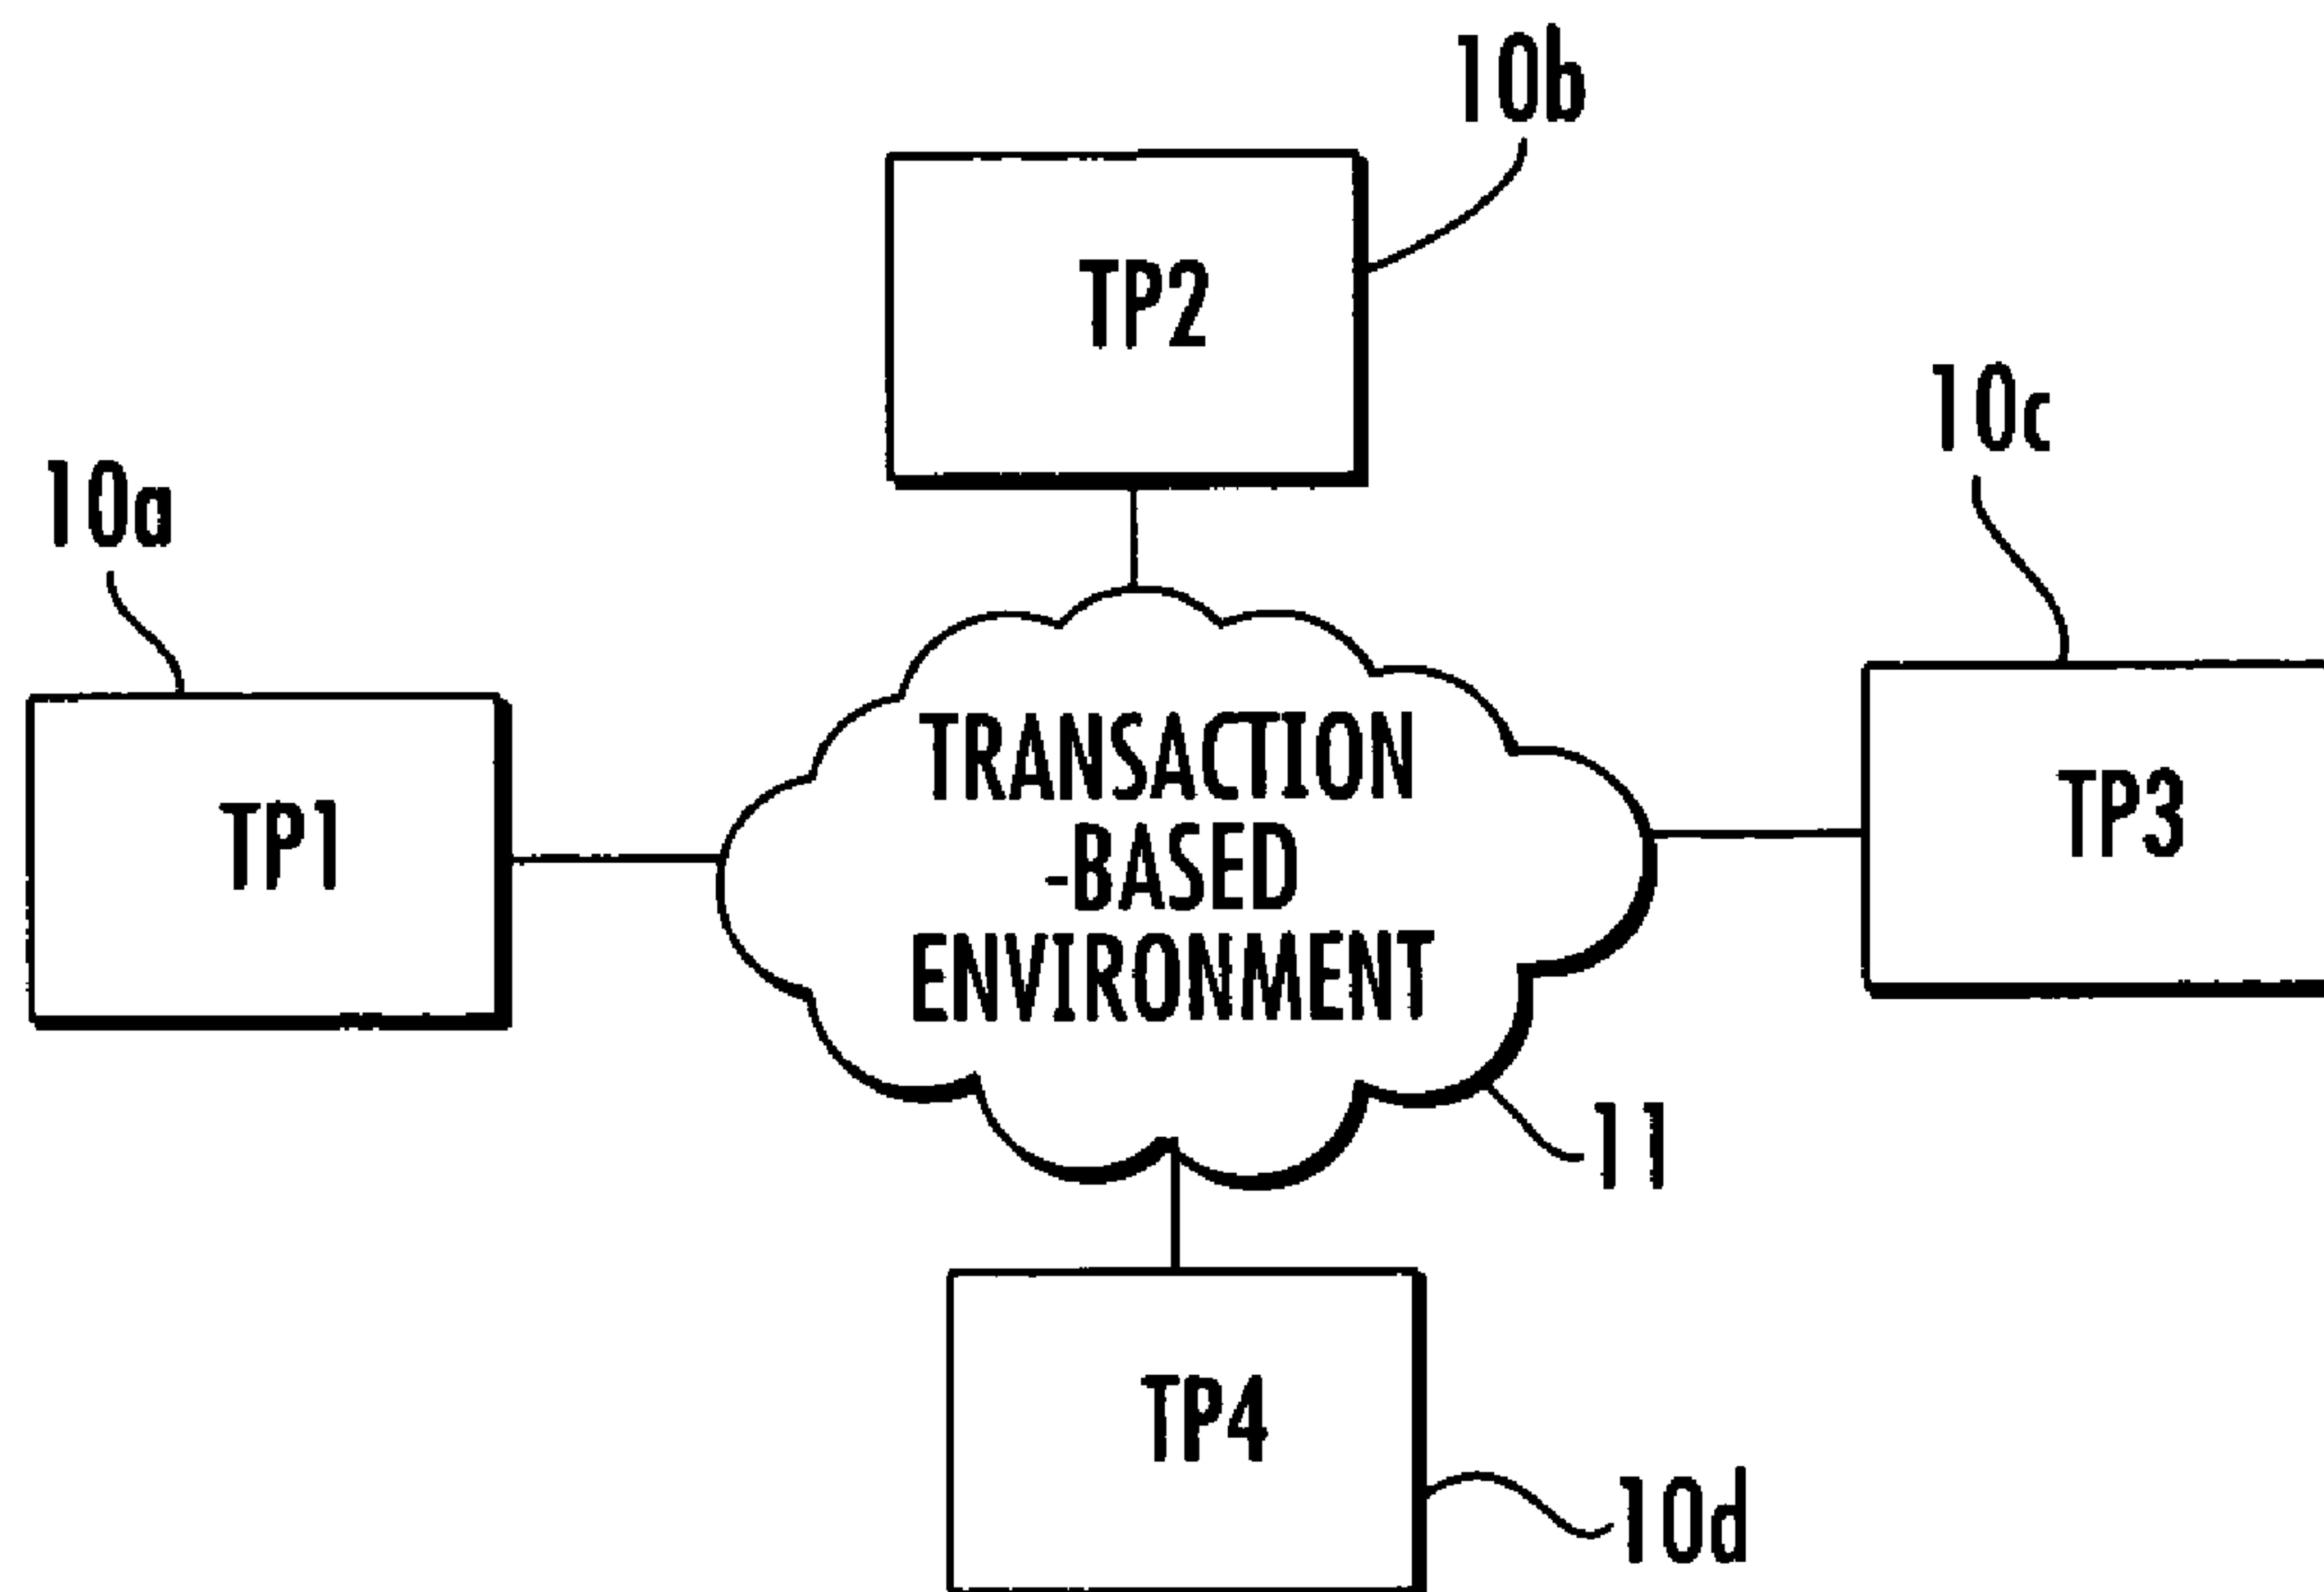 10b
TP2
10c
10a
TRANSACTION
-BASED
ENVIRONMENT
TP1
TP3
11
TP4
10d